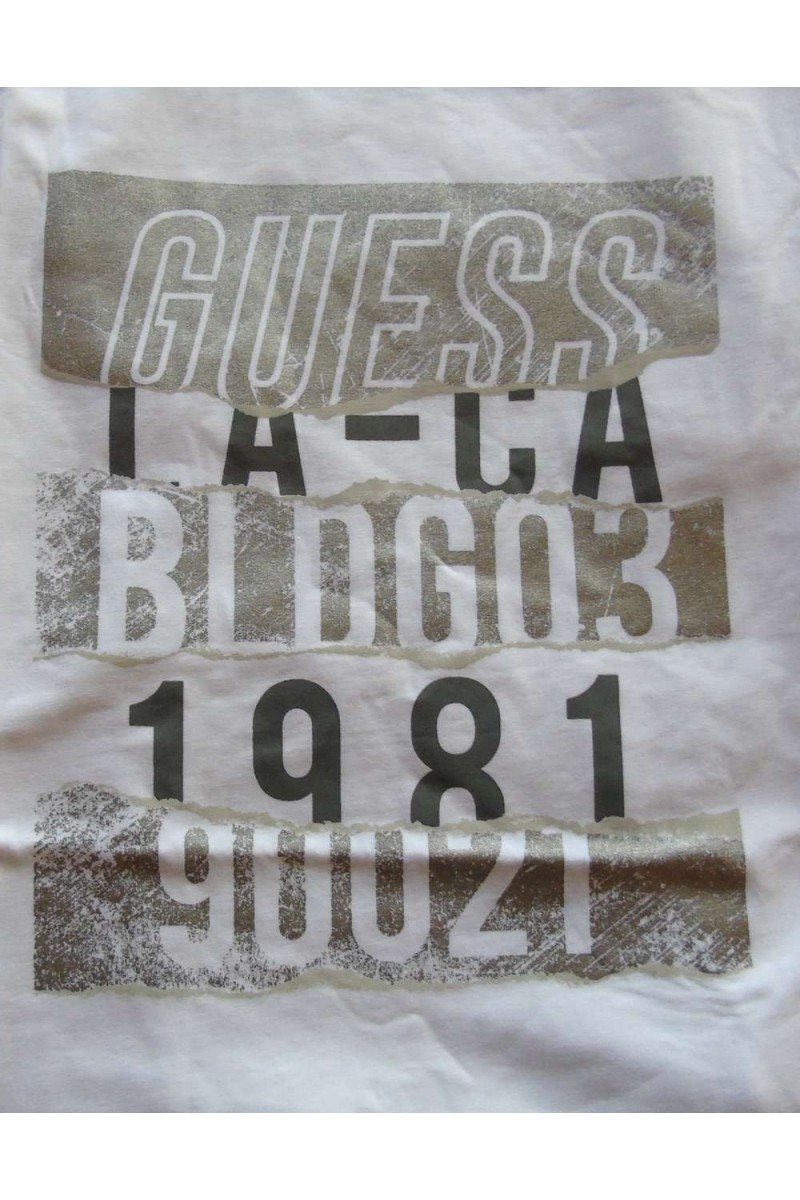 GUESS
LA-CA
BLDG03
1981
90021